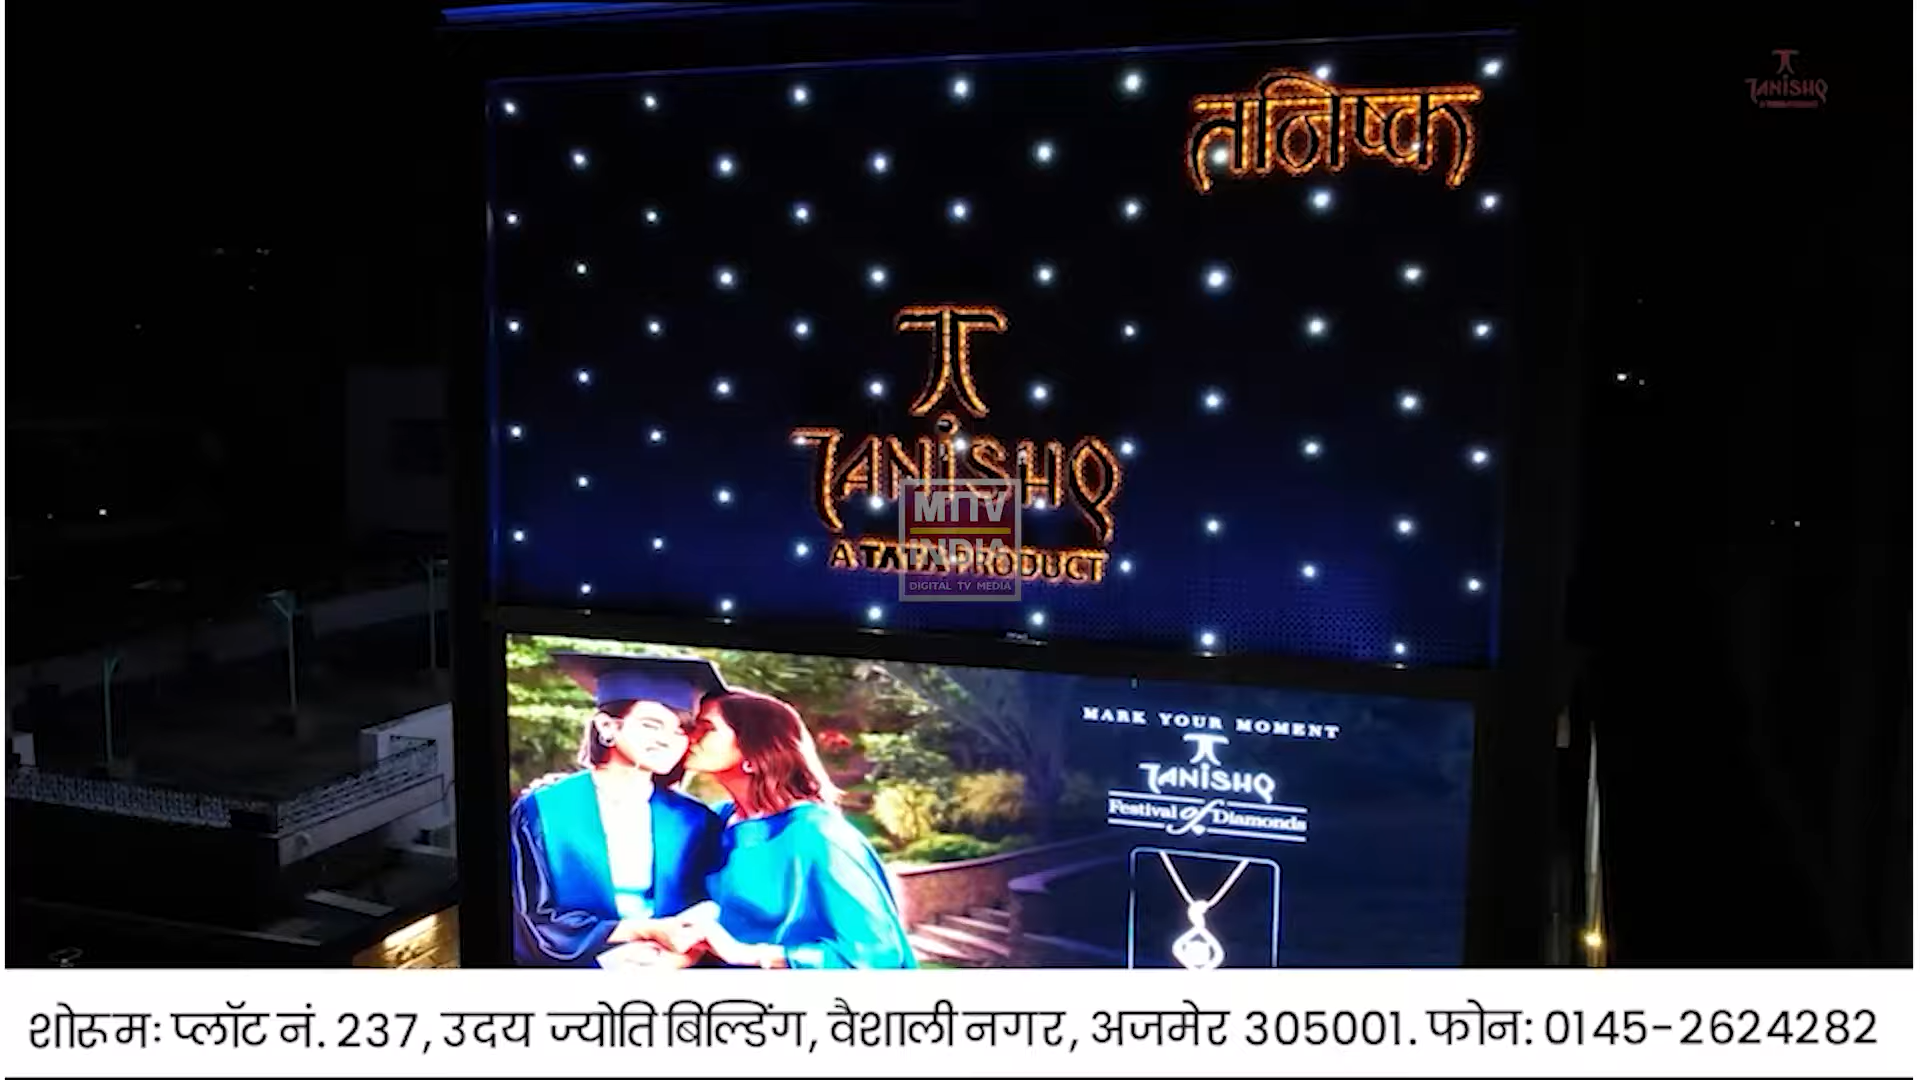 तनिष्क
TANISHQ
TANISHQ
A TATA PRODUCT
MTTV
INDIA
DIGITAL TV MEDIA
MARK YOUR MOMENT
TANISHQ
Festival of Diamonds
शोरूम: प्लॉट नं. 237, उदय ज्योति बिल्डिंग, वैशाली नगर, अजमेर 305001. फोन: 0145-2624282